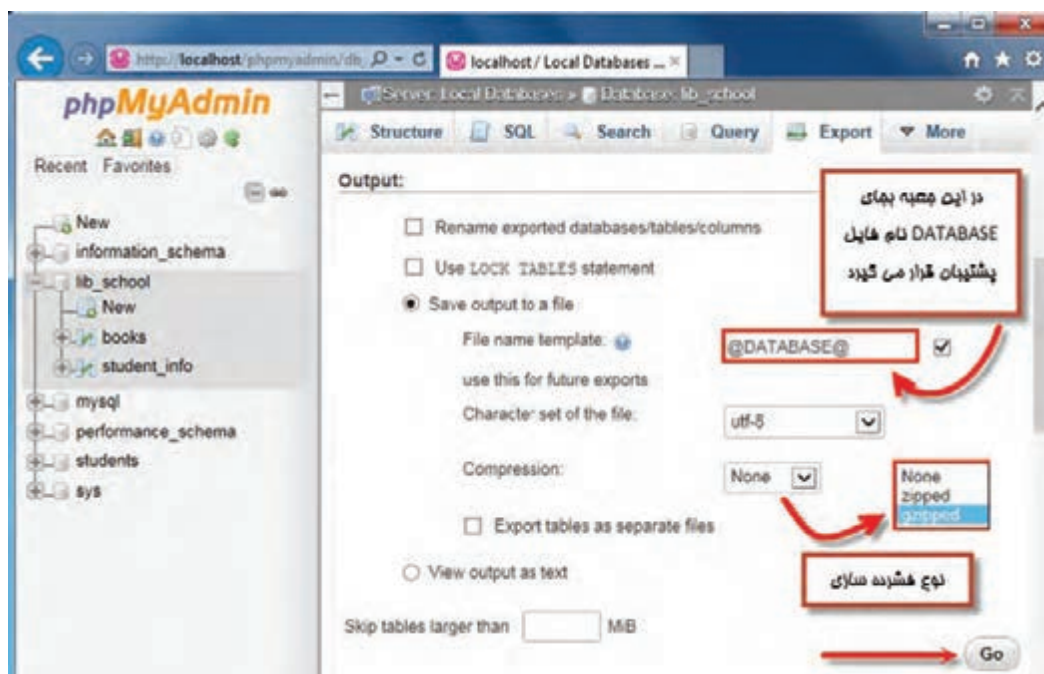 http://localhost/phpmyadmin/db_
localhost / Local Databases ...
phpMyAdmin
Recent Favorites
New
information_schema
lib_school
New
books
student_info
mysql
performance_schema
students
sys
Server: Local Databases » Database: lib_school
Structure SQL Search Query Export More
Output:
Rename exported databases/tables/columns
Use LOCK TABLES statement
Save output to a file
File name template:
@DATABASE@
use this for future exports
Character set of the file:
utf-8
Compression:
None
None
zipped
gzipped
Export tables as separate files
View output as text
Skip tables larger than MiB
Go
در این جعبه بجای
DATABASE نام فایل
پشتیبان قرار می گیرد
نوع فشرده سازی